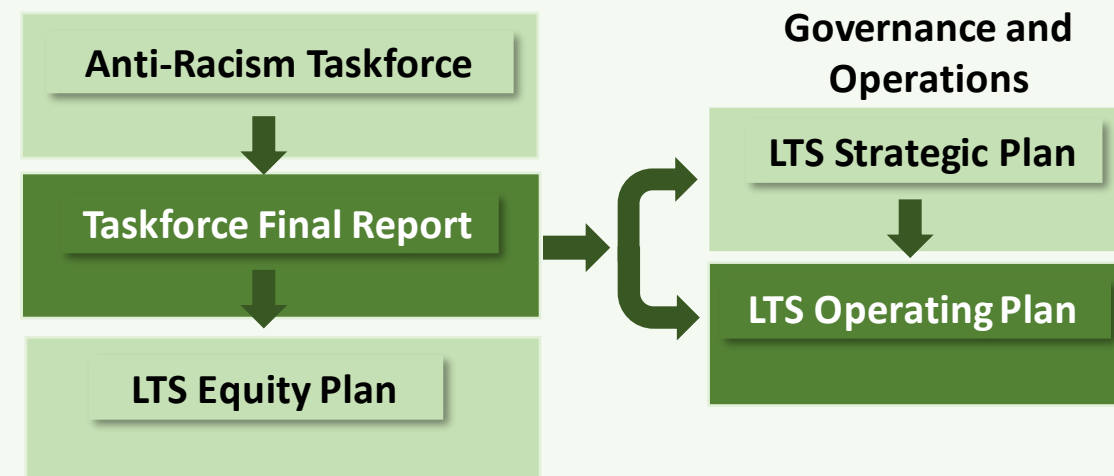 Anti-Racism Taskforce
Taskforce Final Report
LTS Equity Plan
Governance and
Operations
LTS Strategic Plan
LTS Operating Plan